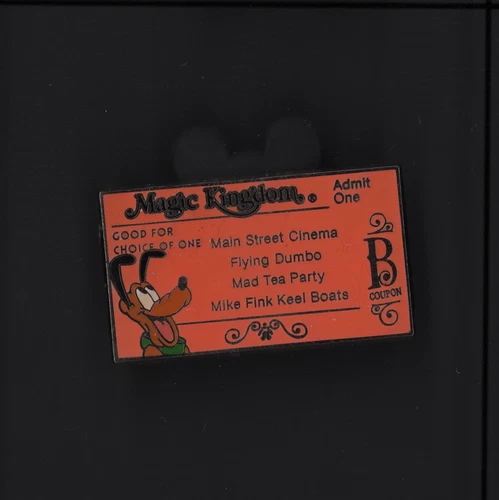 Magic Kingdom ®
Admit
One
GOOD FOR
CHOICE OF ONE
Main Street Cinema
Flying Dumbo
Mad Tea Party
Mike Fink Keel Boats
B
COUPON